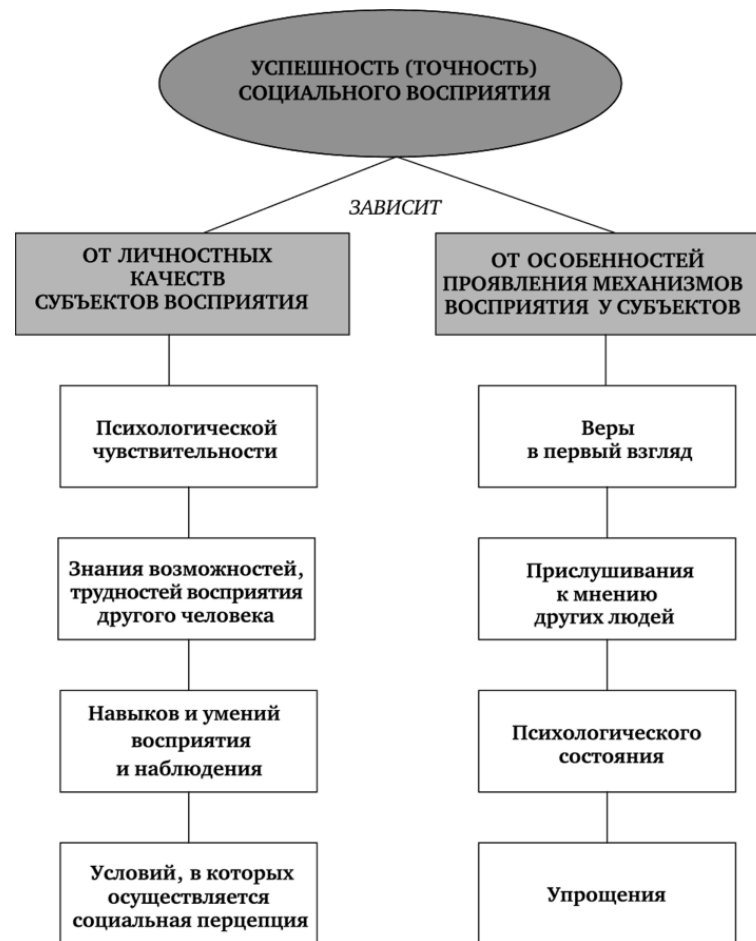 УСПЕШНОСТЬ (ТОЧНОСТЬ)
СОЦИАЛЬНОГО ВОСПРИЯТИЯ
ЗАВИСИТ
ОТ ЛИЧНОСТНЫХ
КАЧЕСТВ
СУБЪЕКТОВ ВОСПРИЯТИЯ
Психологической
чувствительности
Знания возможностей,
трудностей восприятия
другого человека
Навыков и умений
восприятия
и наблюдения
Условий, в которых
осуществляется
социальная перцепция
ОТ ОСОБЕННОСТЕЙ
ПРОЯВЛЕНИЯ МЕХАНИЗМОВ
ВОСПРИЯТИЯ У СУБЪЕКТОВ
Веры
в первый взгляд
Прислушивания
к мнению
других людей
Психологического
состояния
Упрощения